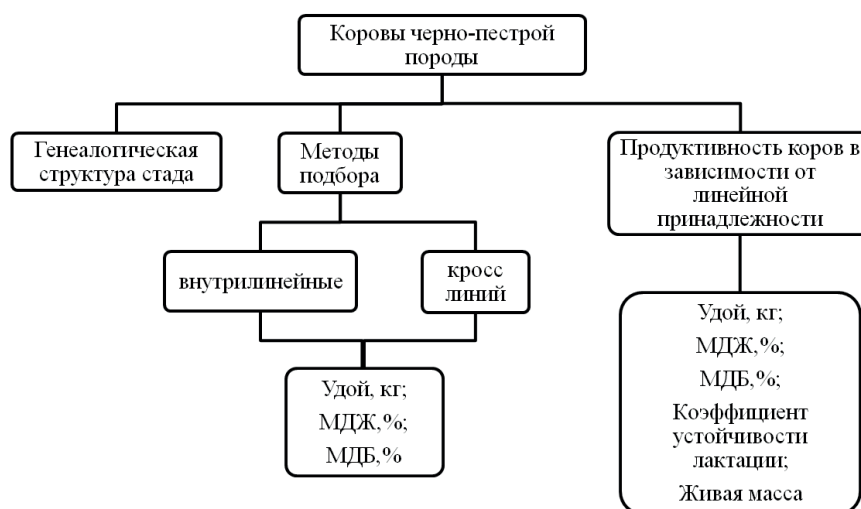 Коровы черно-пестрой
породы
Генеалогическая
структура стада
Методы
подбора
Продуктивность коров в
зависимости от
линейной
принадлежности
внутрилинейные
кросс
линий
Удой, кг;
МДЖ,%;
МДБ,%
Удой, кг;
МДЖ,%;
МДБ,%;
Коэффициент
устойчивости
лактации;
Живая масса